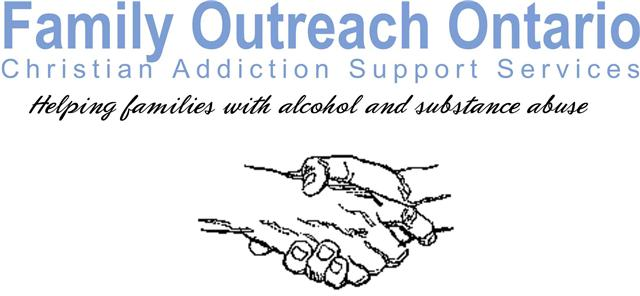 Family Outreach Ontario
Christian Addiction Support Services
Helping families with alcohol and substance abuse